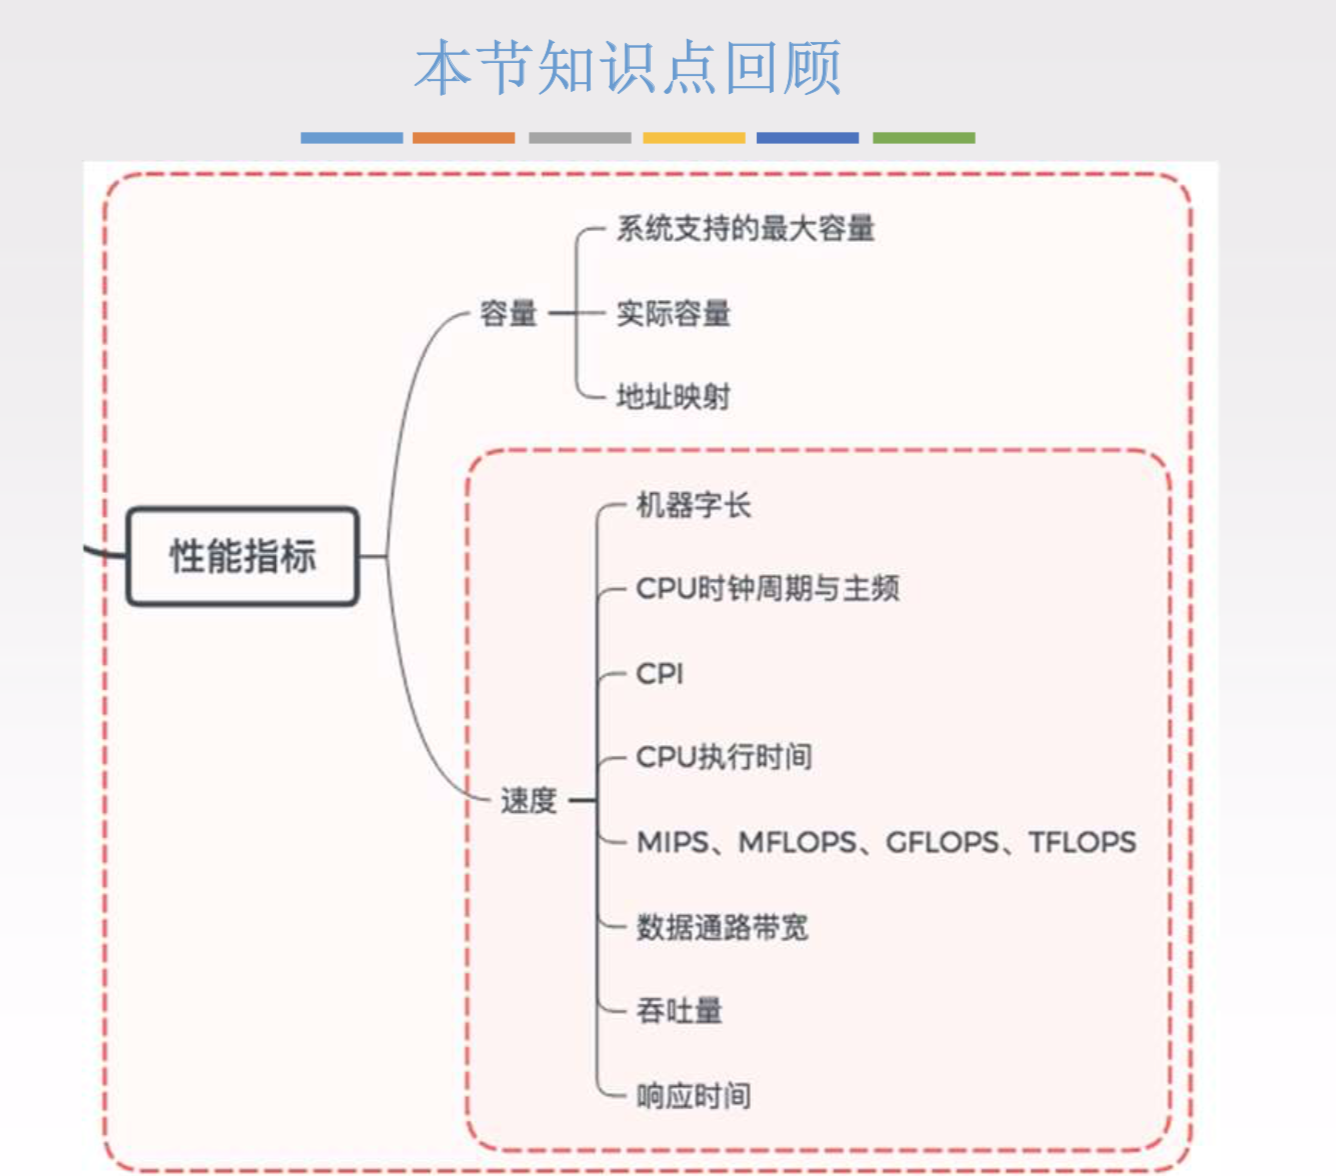 本节知识点回顾
系统支持的最大容量
容量
实际容量
地址映射
性能指标
速度
机器字长
CPU时钟周期与主频
CPI
CPU执行时间
MIPS、MFLOPS、GFLOPS、TFLOPS
数据通路带宽
吞吐量
响应时间